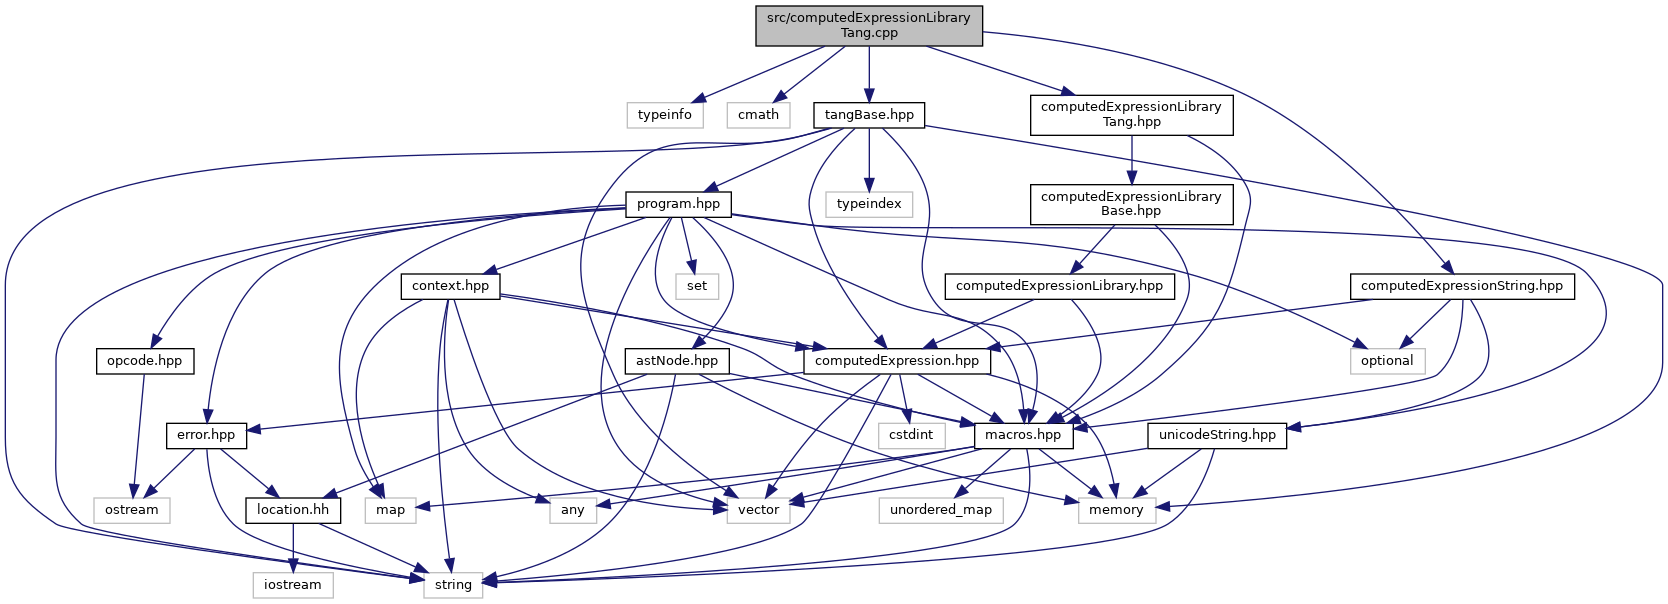 src/computedExpressionLibrary
Tang.cpp
typeinfo
cmath
tangBase.hpp
computedExpressionLibrary
Tang.hpp
program.hpp
typeindex
computedExpressionLibrary
Base.hpp
context.hpp
set
computedExpressionLibrary.hpp
computedExpressionString.hpp
opcode.hpp
astNode.hpp
computedExpression.hpp
optional
error.hpp
cstdint
macros.hpp
unicodeString.hpp
ostream
location.hh
map
any
vector
unordered_map
memory
iostream
string